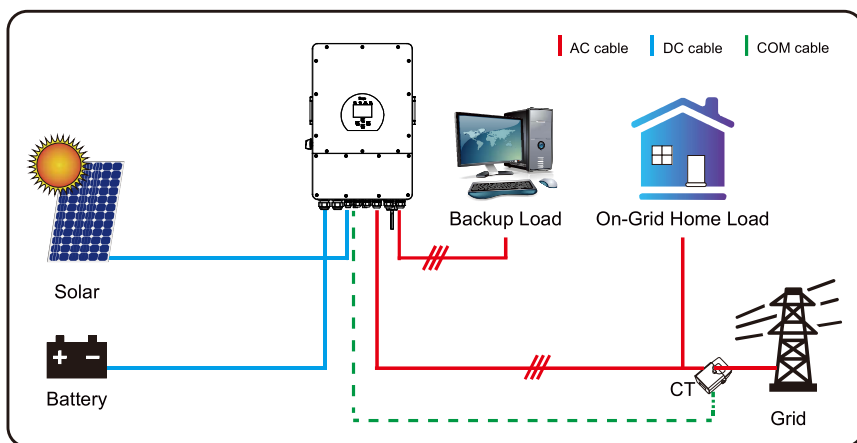 AC cable
DC cable
COM cable
Backup Load
On-Grid Home Load
Solar
Battery
CT
Grid